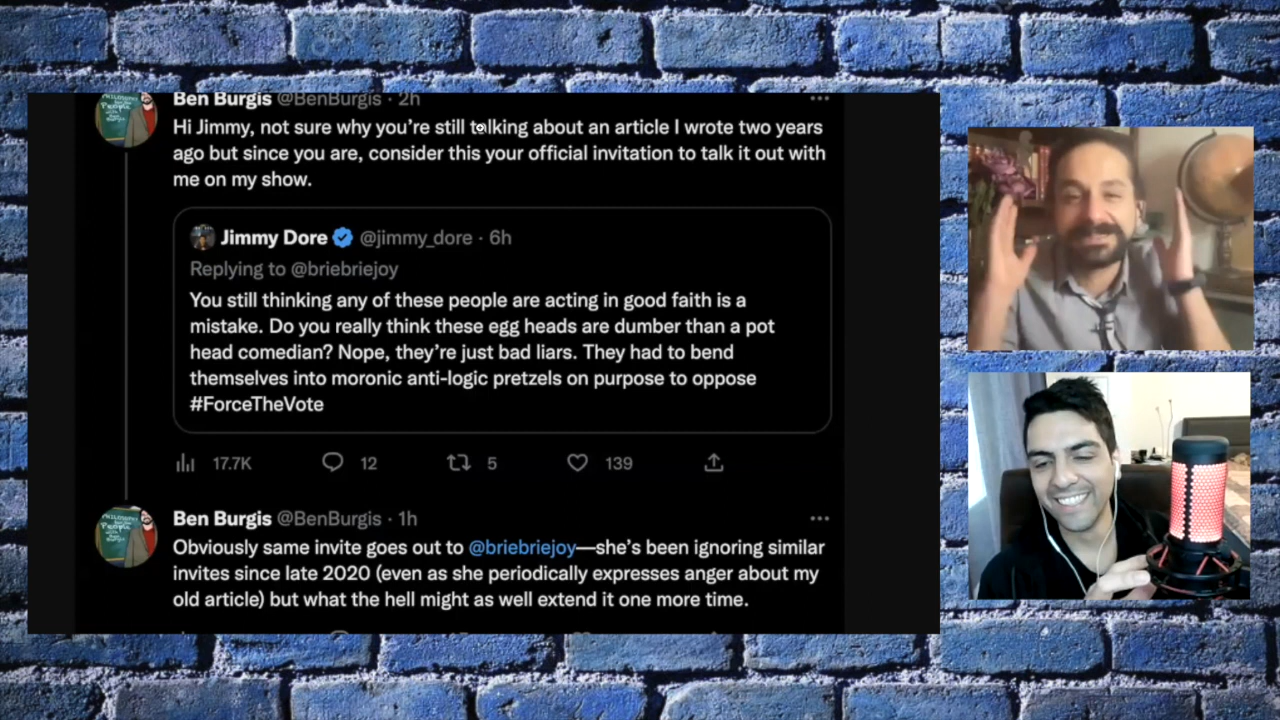 Ben Burgis @BenBurgis · 2h
Hi Jimmy, not sure why you're still talking about an article I wrote two years
ago but since you are, consider this your official invitation to talk it out with
me on my show.
Jimmy Dore @jimmy_dore · 6h
Replying to @briebriejoy
You still thinking any of these people are acting in good faith is a
mistake. Do you really think these egg heads are dumber than a pot
head comedian? Nope, they're just bad liars. They had to bend
themselves into moronic anti-logic pretzels on purpose to oppose
#ForceTheVote
17.7K 12 5 139
Ben Burgis @BenBurgis · 1h
Obviously same invite goes out to @briebriejoy—she's been ignoring similar
invites since late 2020 (even as she periodically expresses anger about my
old article) but what the hell might as well extend it one more time.